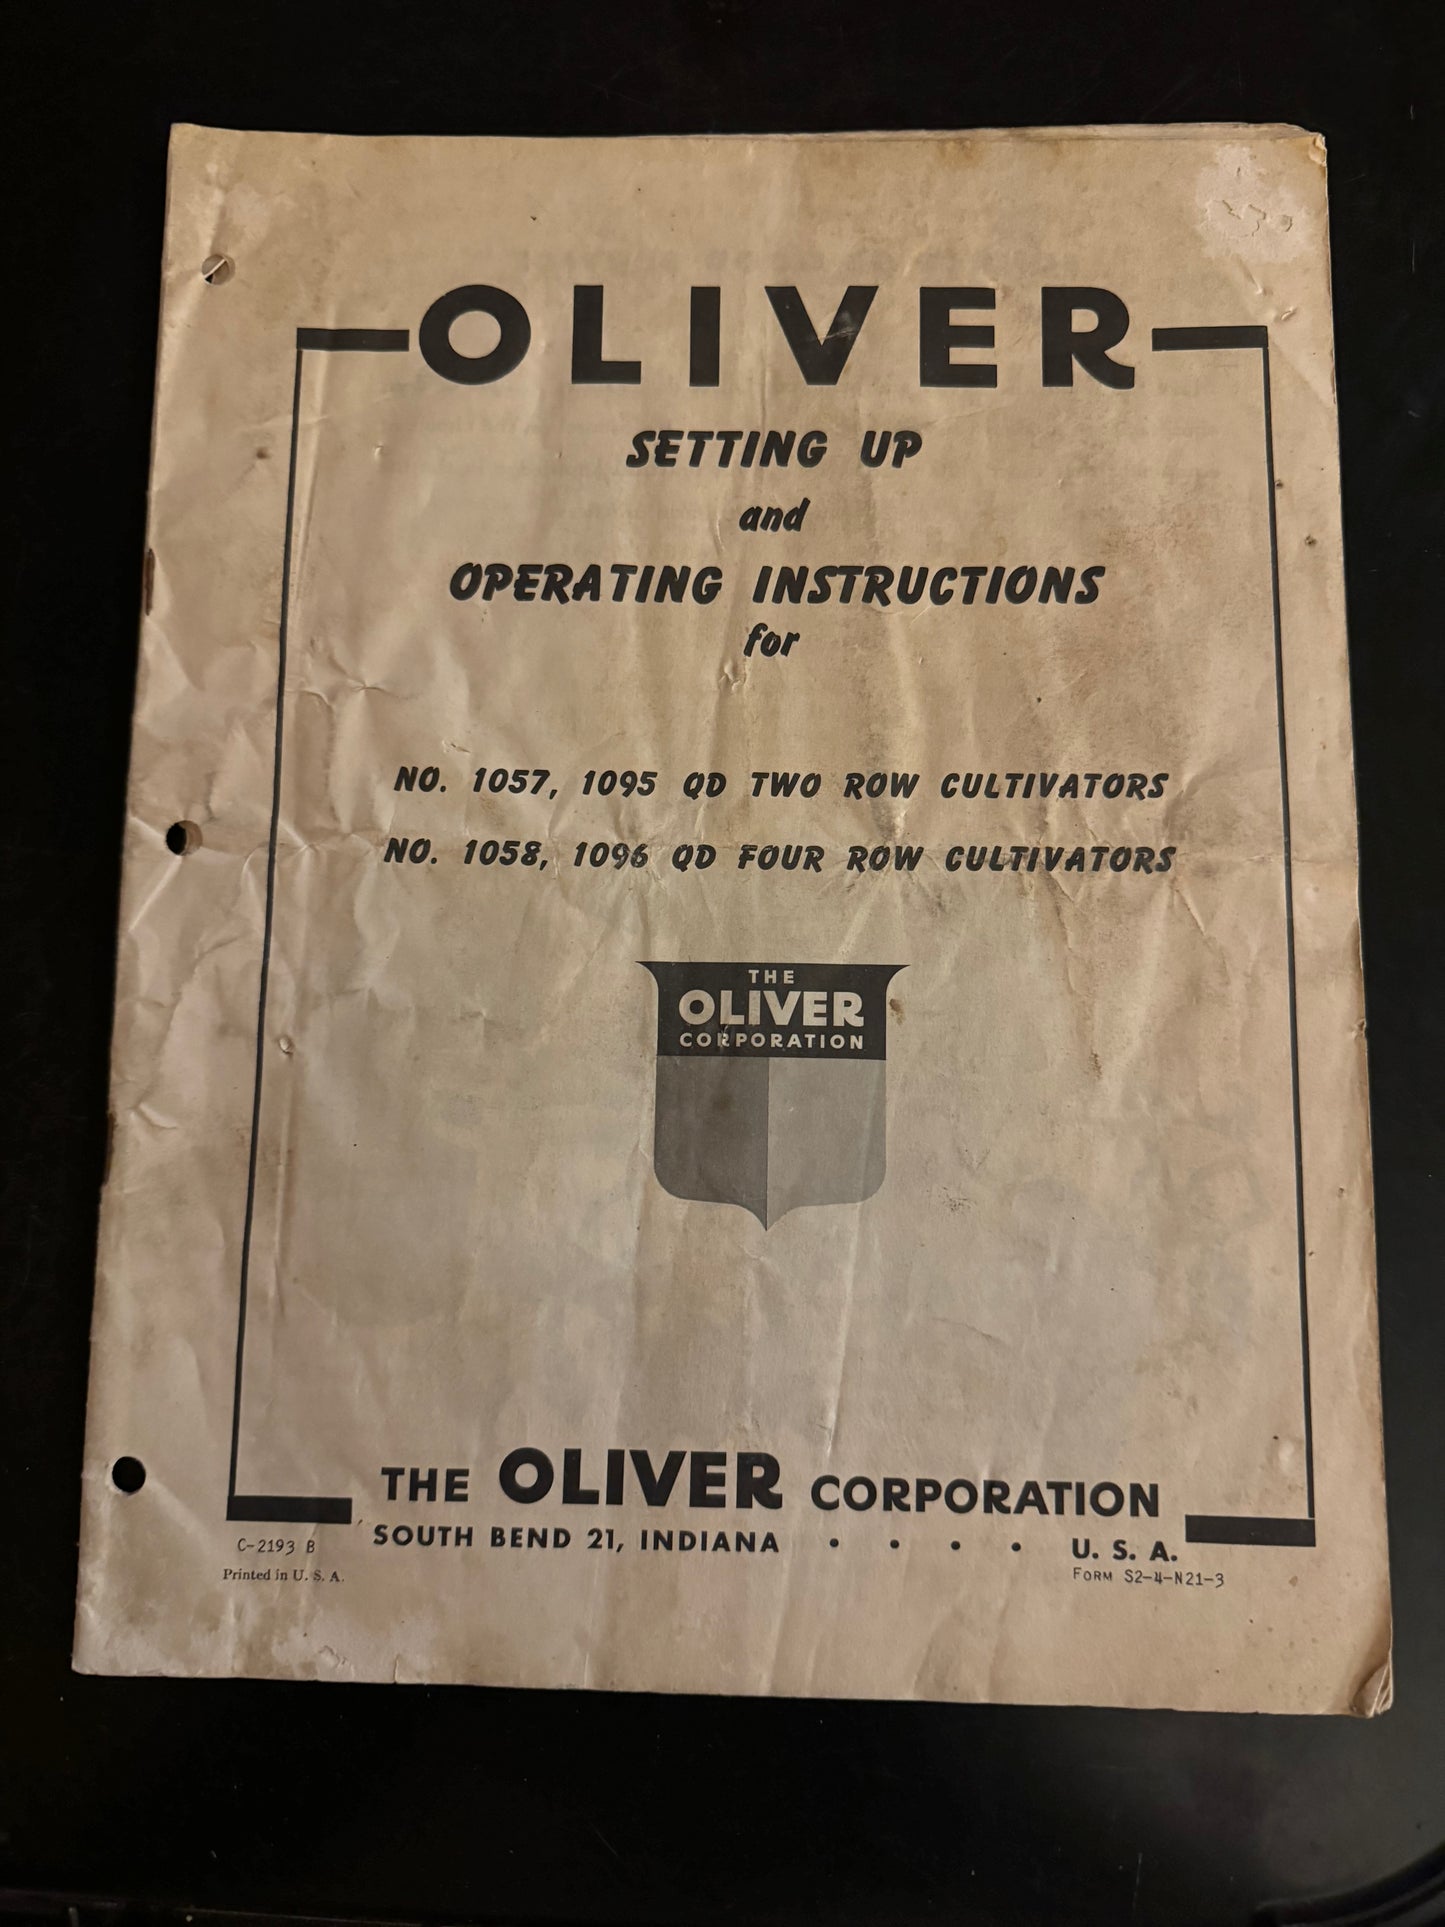 OLIVER
SETTING UP
and
OPERATING INSTRUCTIONS
for
NO. 1057, 1095 QD TWO ROW CULTIVATORS
NO. 1058, 1096 QD FOUR ROW CULTIVATORS
THE
OLIVER
CORPORATION
THE OLIVER CORPORATION
SOUTH BEND 21, INDIANA . . . . U. S. A.
C-2193 B
Printed in U. S. A.
FORM S2-4-N21-3